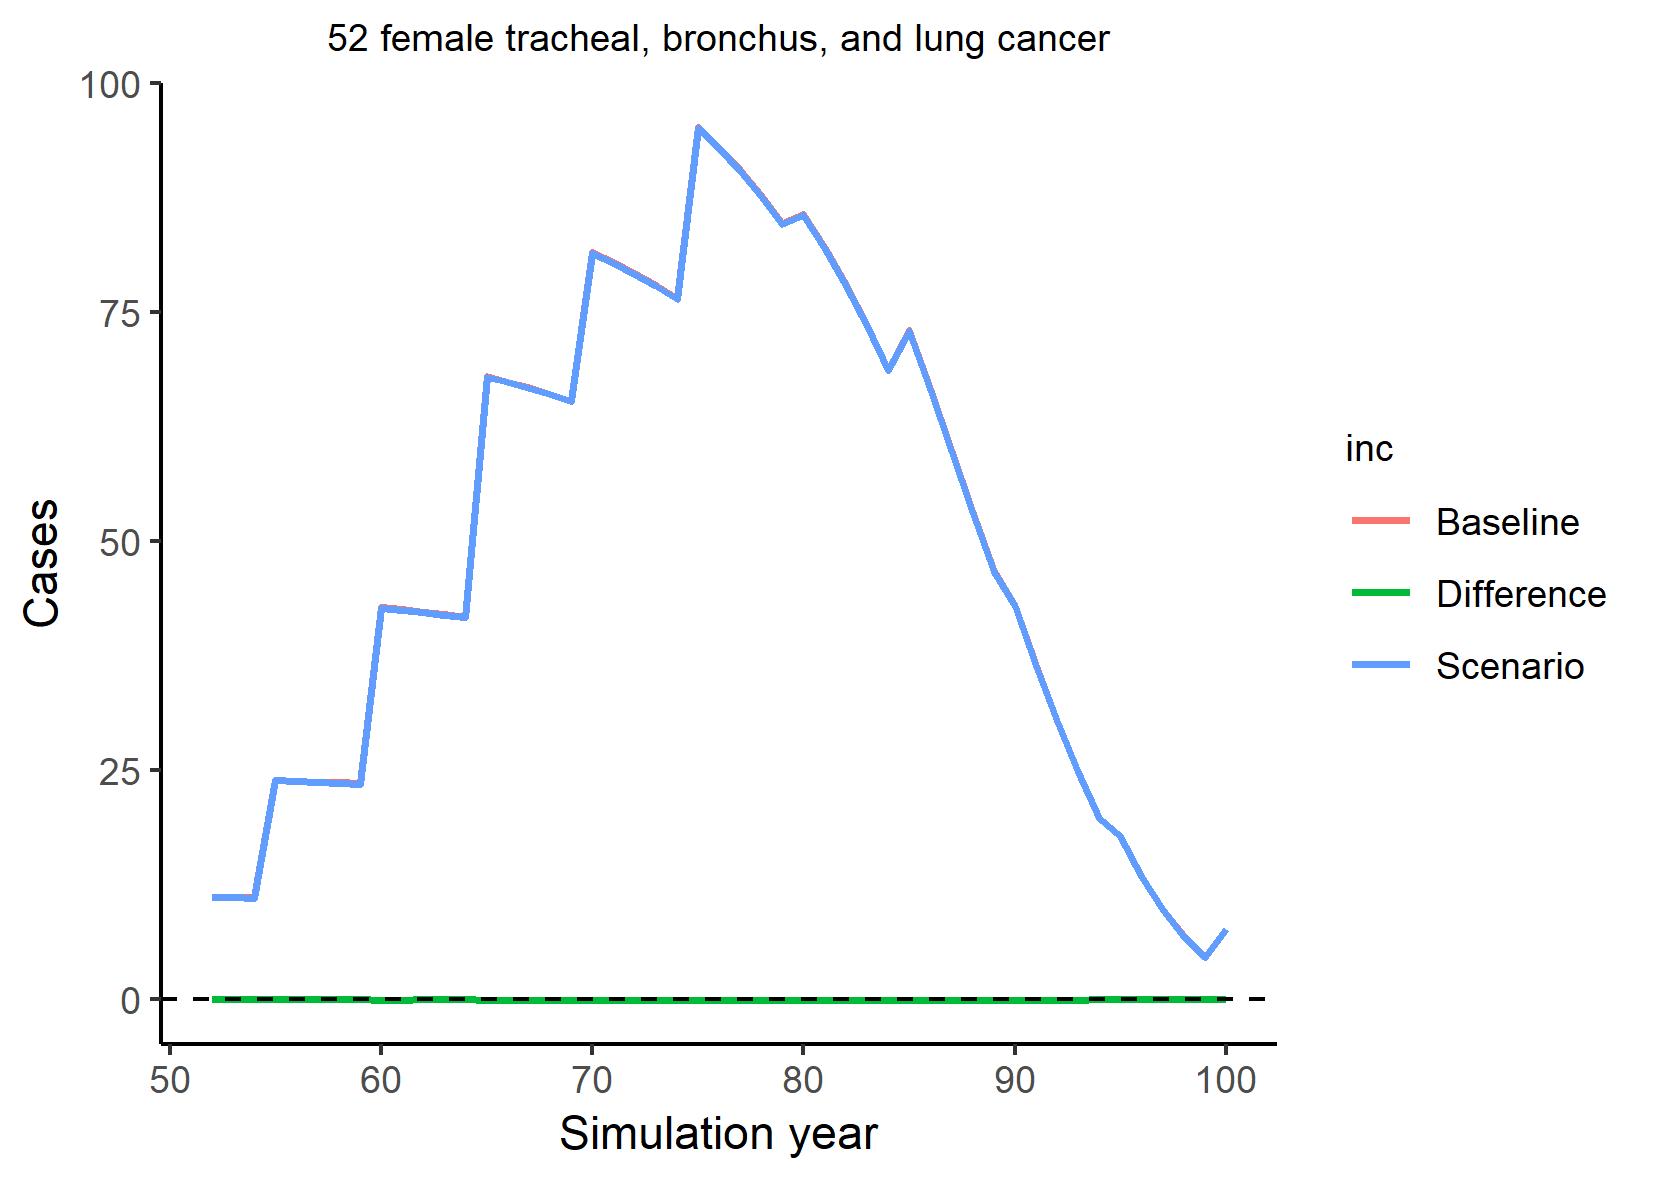 52 female tracheal, bronchus, and lung cancer
100
75
50
25
0
Cases
50 60 70 80 90 100
Simulation year
inc
Baseline
Difference
Scenario